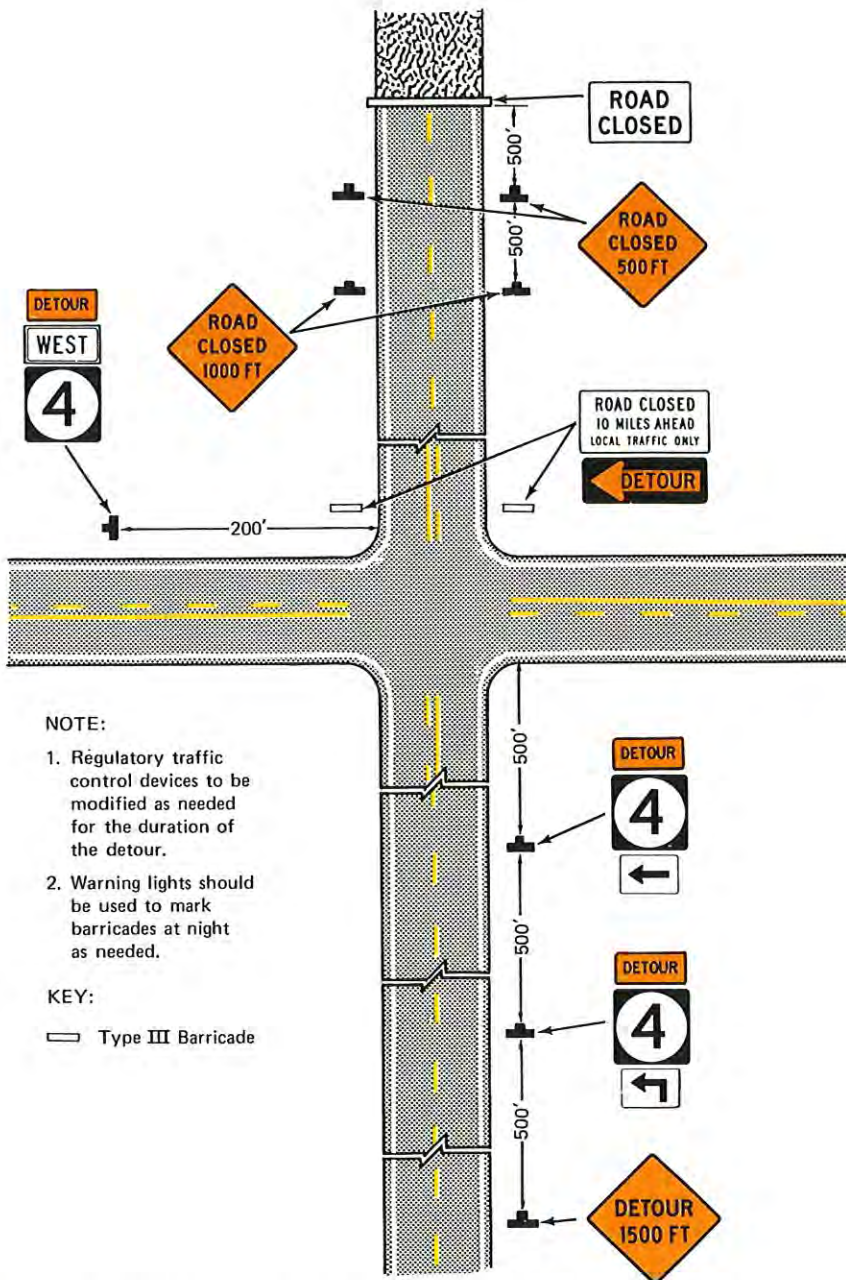 ROAD
CLOSED
500'
ROAD
CLOSED
500 FT
500'
DETOUR
WEST
4
ROAD
CLOSED
1000 FT
ROAD CLOSED
10 MILES AHEAD
LOCAL TRAFFIC ONLY
DETOUR
200'
NOTE:
1. Regulatory traffic
control devices to be
modified as needed
for the duration of
the detour.
2. Warning lights should
be used to mark
barricades at night
as needed.
KEY:
Type III Barricade
500'
DETOUR
4
500'
DETOUR
4
500'
DETOUR
1500 FT